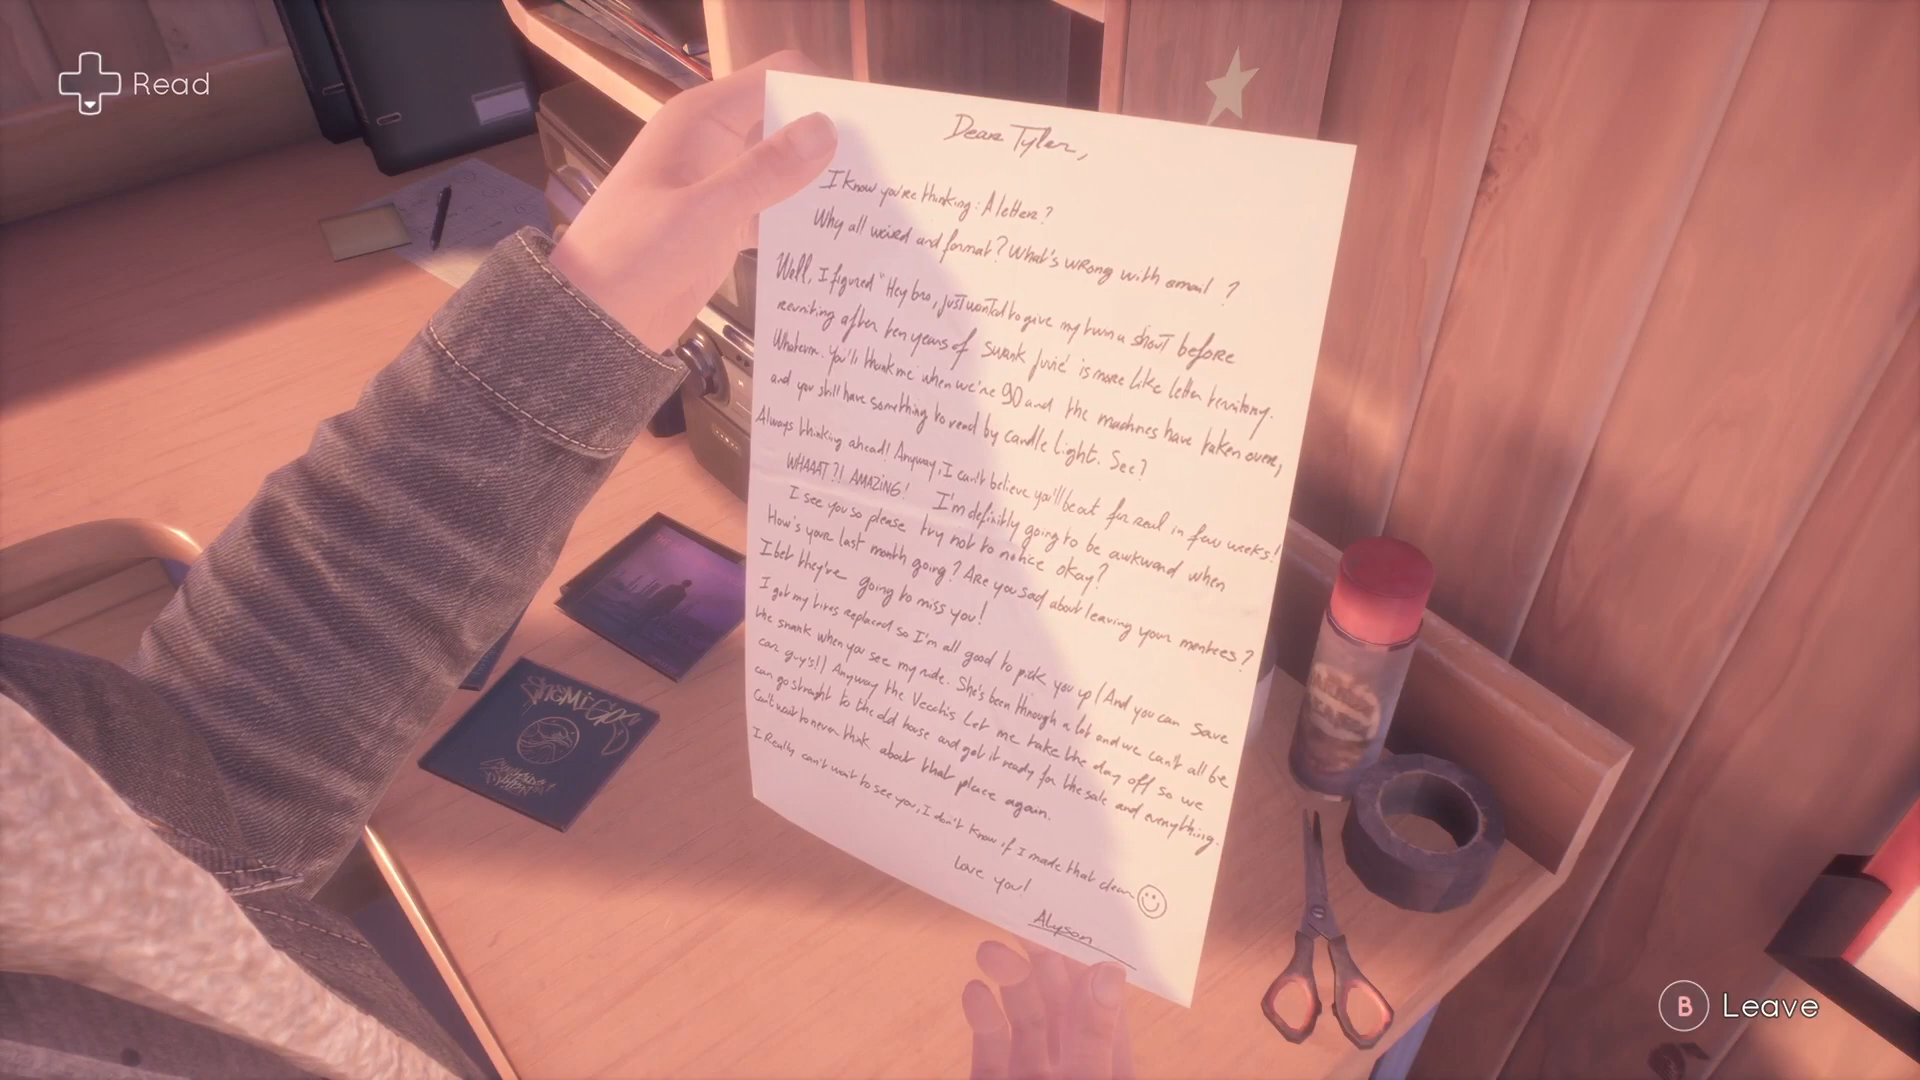 Read
Dear Tyler,
I know you're thinking: A letter?
Why all weird and format? What's wrong with email?
Well, I figured "Hey bro, just wanted to give my twin a shout before
reuniting after ten years of swank juvie' is more like letter territory.
Whatever. You'll thank me when we're 90 and the machines have taken over,
and you still have something to read by candle light. See?
Always thinking ahead! Anyway, I can't believe you'll be out for real in few weeks!
WHAAAT?! AMAZING! I'm definitly going to be awkward when
I see you so please try not to notice okay?
How's your last month going? Are you sad about leaving your mentees?
I bet they're going to miss you!
I got my tires replaced so I'm all good to pick you up (And you can save
the snark when you see my ride. She's been through a lot and we can't all be
car guy's!) Anyway the Vecchis Let me take the day off so we
can go straight to the old house and get it ready for the sale and everything.
Can't wait to never think about that place again.
I Really can't wait to see you, I don't know if I made that clear
Love you!
Alyson
B Leave